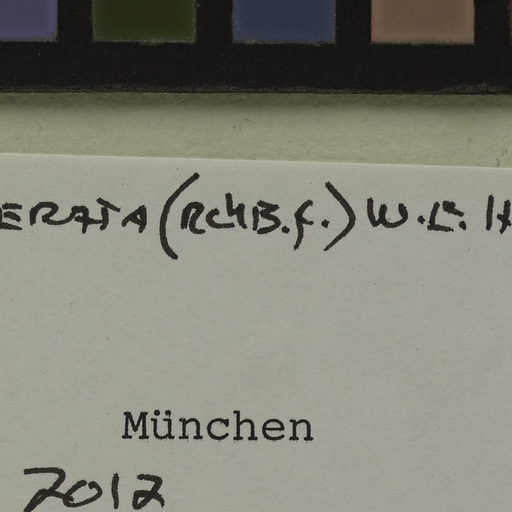 ERATA (RCHB.f.) W.E. H
München
2012